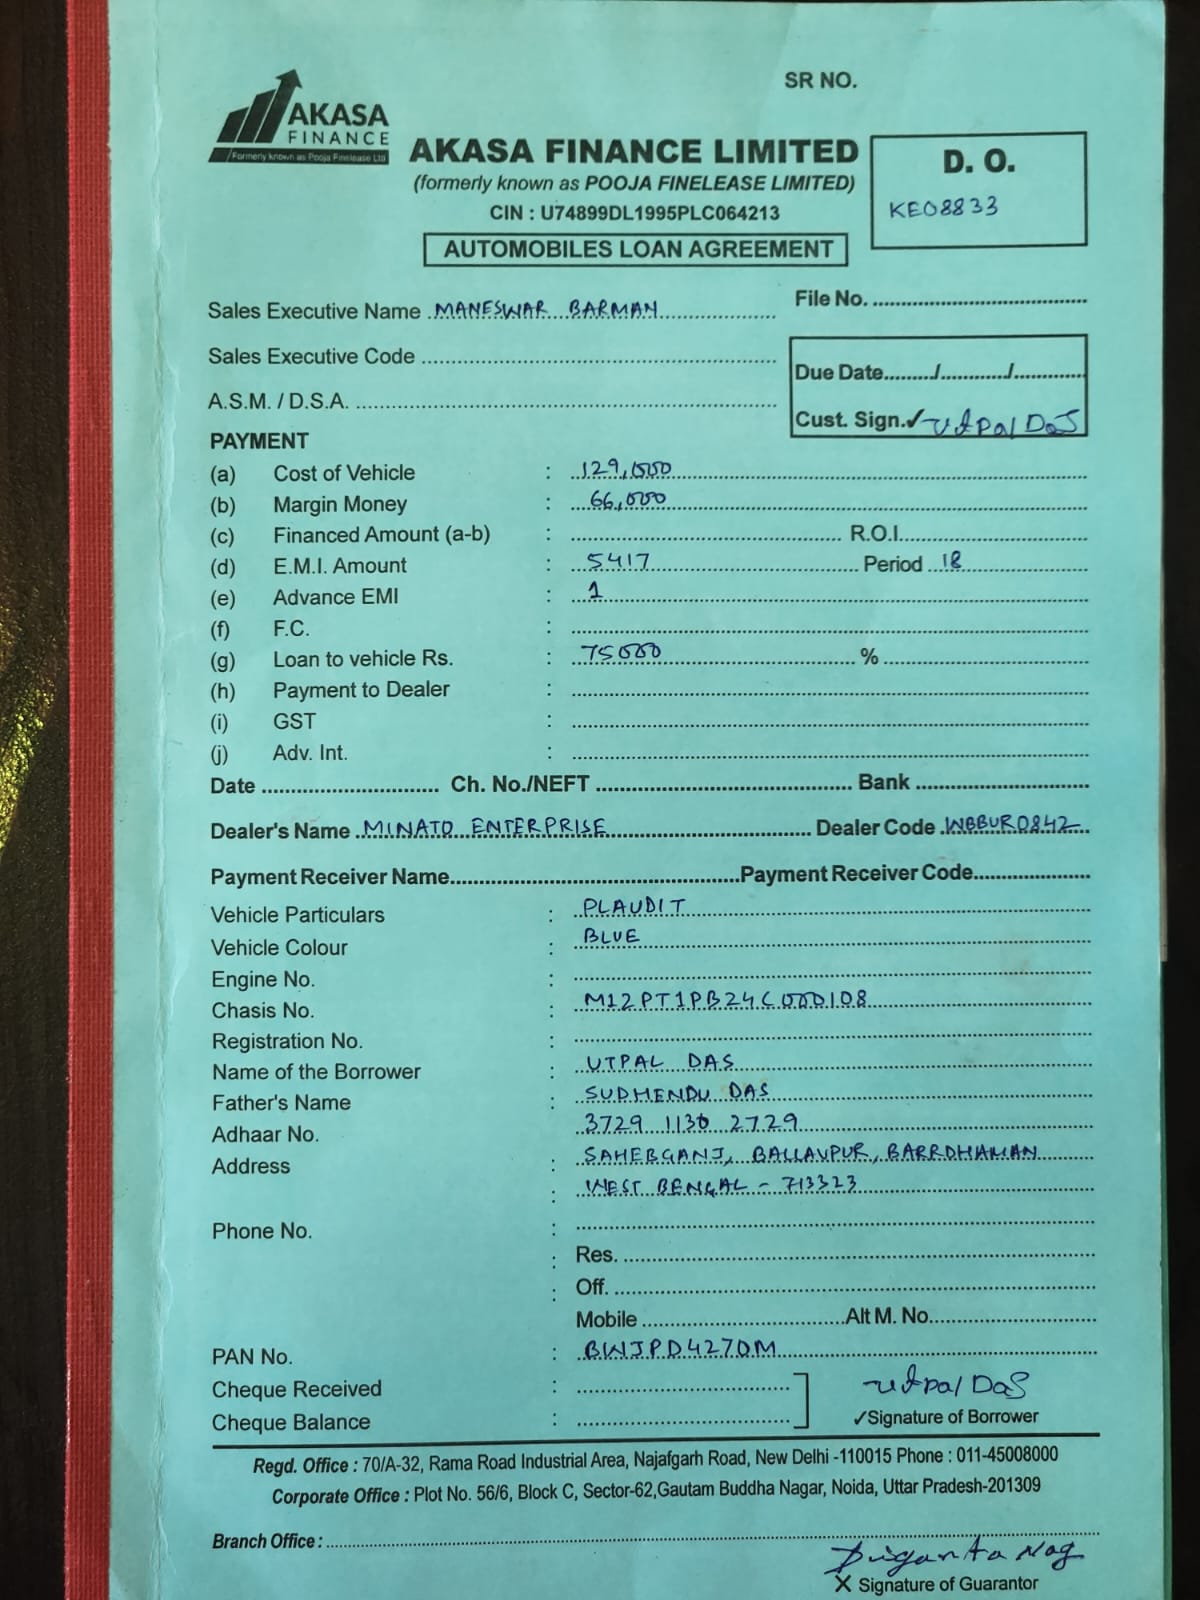 SR NO.
AKASA
FINANCE
Formerly known as Pooja Finelease Ltd
AKASA FINANCE LIMITED
(formerly known as POOJA FINELEASE LIMITED)
CIN : U74899DL1995PLC064213
AUTOMOBILES LOAN AGREEMENT
D. O.
KE08833
Sales Executive Name MANESWAR BARMAN
File No.
Sales Executive Code
Due Date ...../...../.....
A.S.M. / D.S.A.
Cust. Sign.✓ utpal DaS
PAYMENT
(a) Cost of Vehicle : 129,000
(b) Margin Money : 66,000
(c) Financed Amount (a-b) : R.O.I.
(d) E.M.I. Amount : 5417 Period 18
(e) Advance EMI : 1
(f) F.C. :
(g) Loan to vehicle Rs. : 75000 %
(h) Payment to Dealer :
(i) GST :
(j) Adv. Int. :
Date Ch. No./NEFT Bank
Dealer's Name MINATO ENTERPRISE Dealer Code WBBUR0842
Payment Receiver Name Payment Receiver Code
Vehicle Particulars : PLAUDIT
Vehicle Colour : BLUE
Engine No. :
Chasis No. : M12PT1PB24C000108
Registration No. :
Name of the Borrower : UTPAL DAS
Father's Name : SUDHENDU DAS
Adhaar No. 3729 1130 2729
Address : SAHEBGANJ, BALLAVPUR, BARRDHAMAN
: WEST BENGAL - 713323
Phone No. :
: Res.
: Off.
Mobile Alt M. No.
PAN No. : BWJPD4270M
Cheque Received :
utpal DaS
Cheque Balance :
✓Signature of Borrower
Regd. Office : 70/A-32, Rama Road Industrial Area, Najafgarh Road, New Delhi -110015 Phone : 011-45008000
Corporate Office : Plot No. 56/6, Block C, Sector-62,Gautam Buddha Nagar, Noida, Uttar Pradesh-201309
Branch Office :
Diganta Nag
X Signature of Guarantor